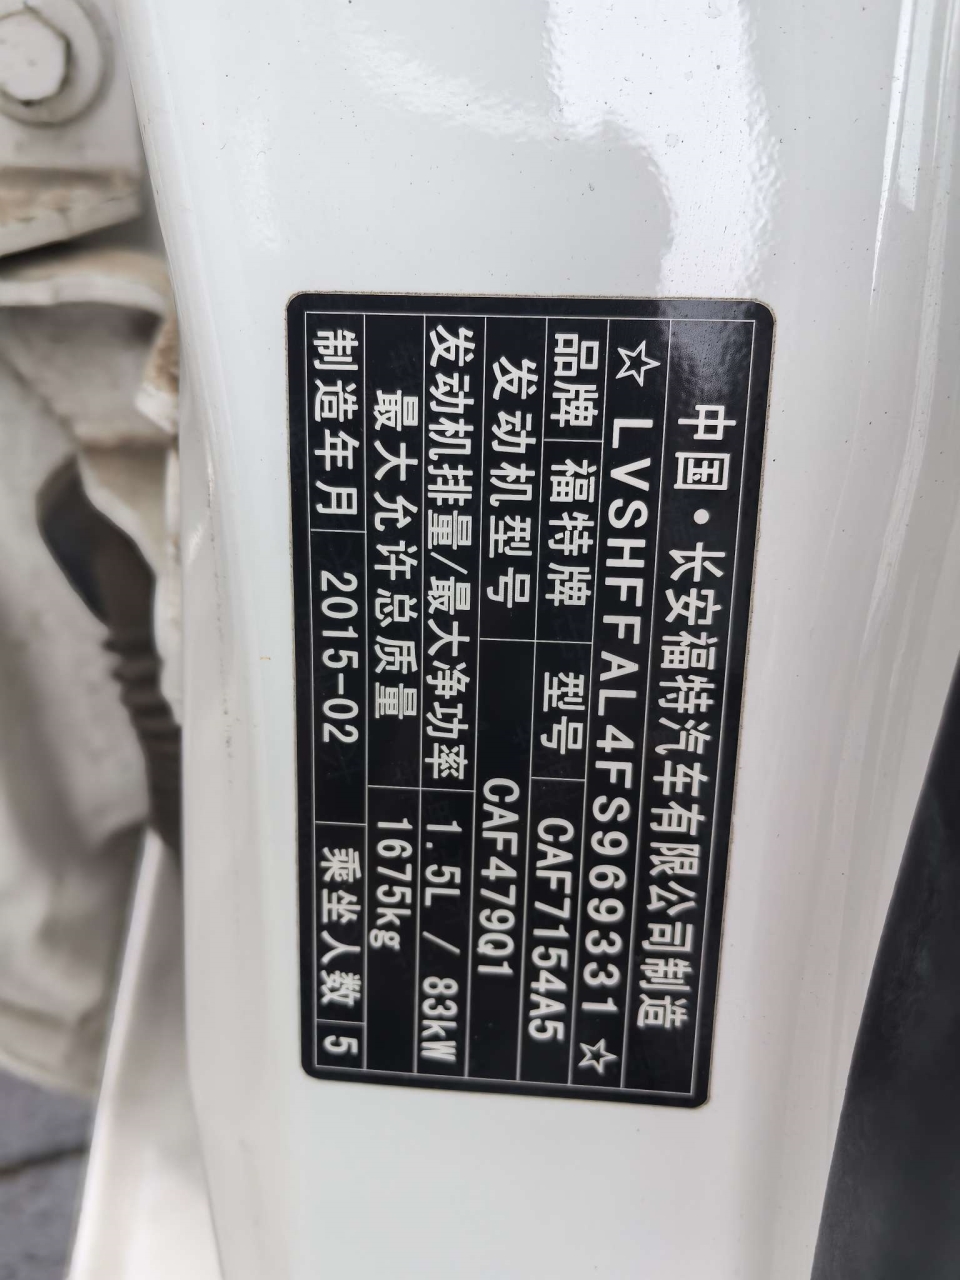 中国·长安福特汽车有限公司制造
☆ LVSHFFAL4FS969331 ☆
品牌 福特牌 型号 CAF7154A5
发动机型号 CAF479Q1
发动机排量/最大净功率 1.5L / 83kW
最大允许总质量 1675kg
制造年月 2015-02 乘坐人数 5